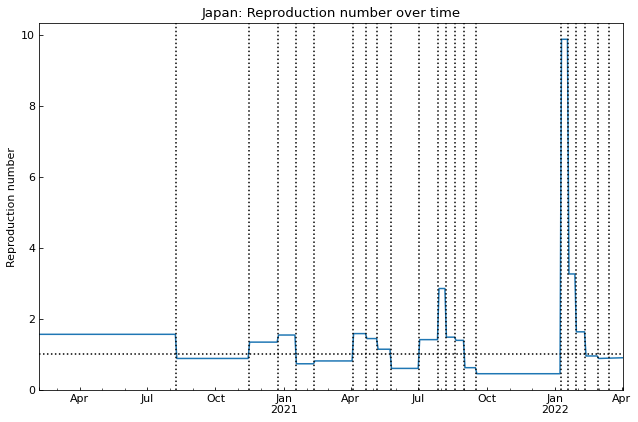 Japan: Reproduction number over time
Reproduction number
10
8
6
4
2
0
Apr Jul Oct Jan Apr Jul Oct Jan Apr
2021 2022